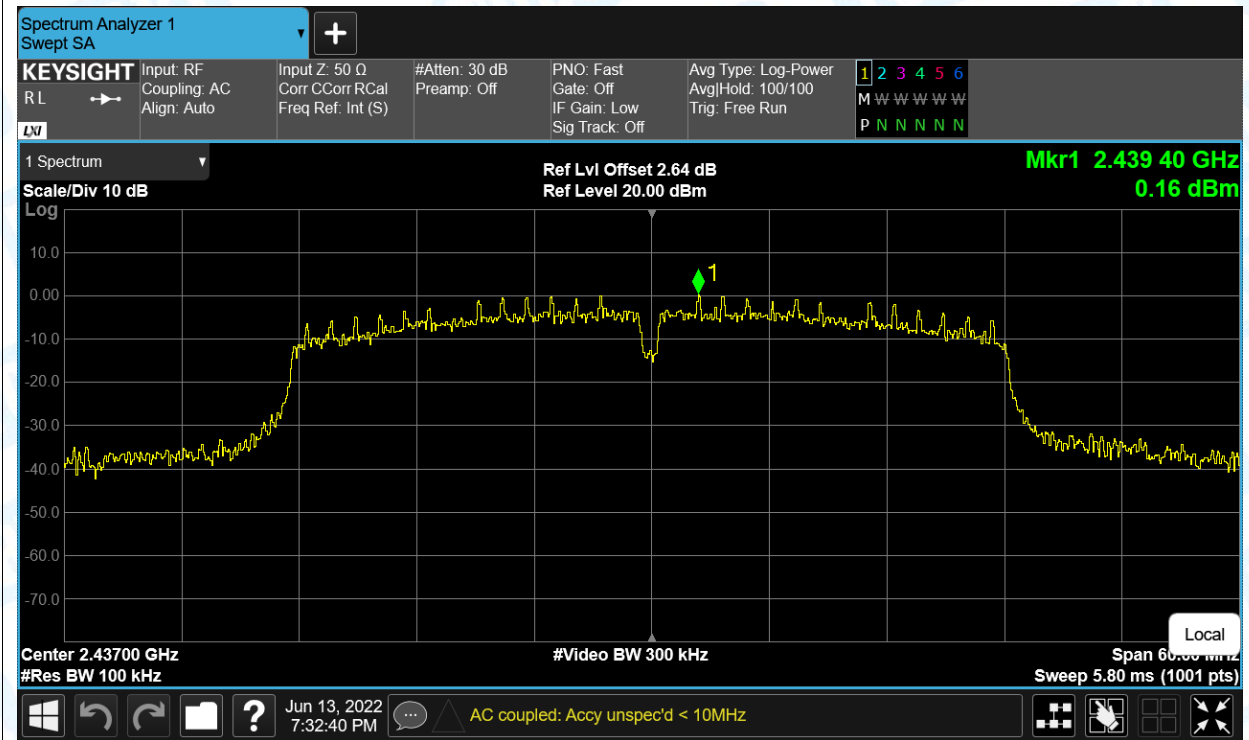 Spectrum Analyzer 1
Swept SA
+
KEYSIGHT
R L
LXI
Input: RF
Coupling: AC
Align: Auto
Input Z: 50 Ω
Corr CCorr RCal
Freq Ref: Int (S)
#Atten: 30 dB
Preamp: Off
PNO: Fast
Gate: Off
IF Gain: Low
Sig Track: Off
Avg Type: Log-Power
Avg|Hold: 100/100
Trig: Free Run
1 2 3 4 5 6
M W W W W W
P N N N N N
1 Spectrum
Scale/Div 10 dB
Log
Ref Lvl Offset 2.64 dB
Ref Level 20.00 dBm
Mkr1 2.439 40 GHz
0.16 dBm
10.0
0.00
-10.0
-20.0
-30.0
-40.0
-50.0
-60.0
-70.0
1
Local
Center 2.43700 GHz
#Res BW 100 kHz
#Video BW 300 kHz
Span 60.00 MHz
Sweep 5.80 ms (1001 pts)
?
Jun 13, 2022
7:32:40 PM
AC coupled: Accy unspec'd < 10MHz